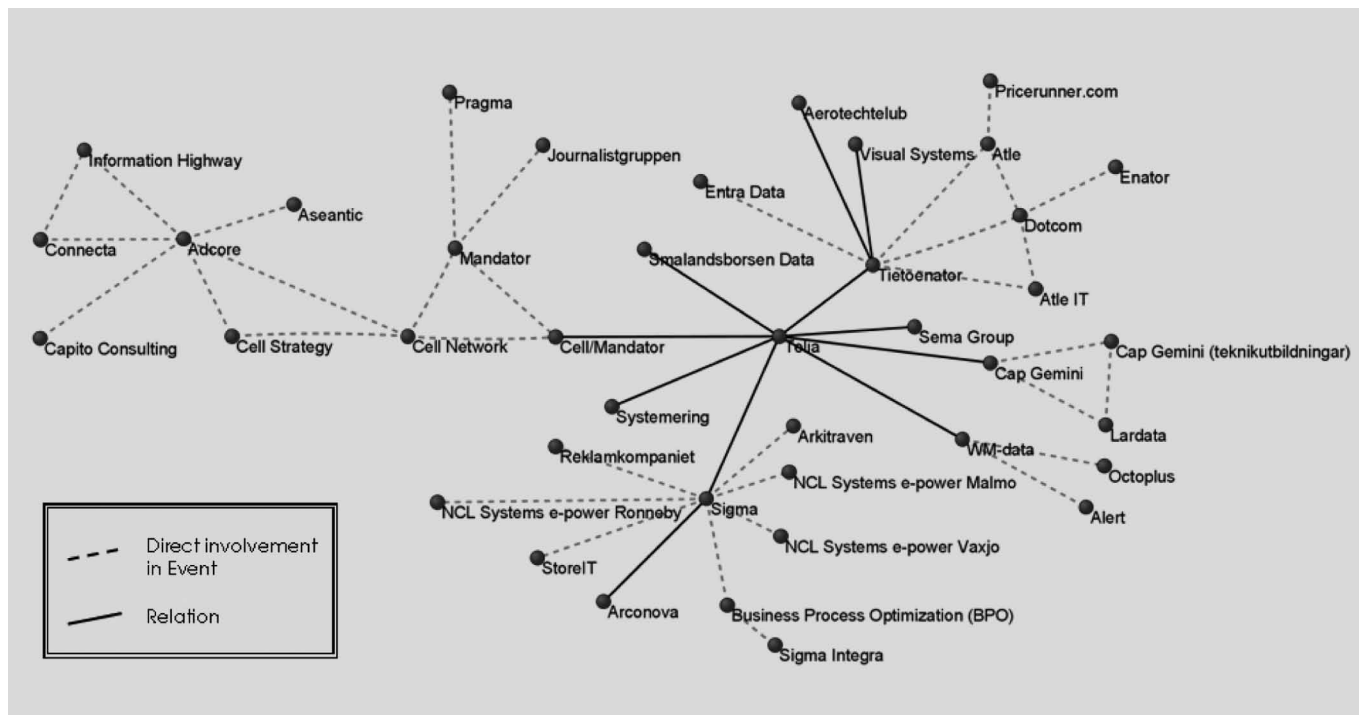 Pricerunner.com
Pragma
Aerotechtelub
Journalistgruppen
Visual Systems
Atle
Information Highway
Enator
Entra Data
Aseantic
Dotcom
Connecta
Adcore
Mandator
Smalandsborsen Data
Tietoenator
Atle IT
Capito Consulting
Cell Strategy
Cell Network
Cell/Mandator
Telia
Sema Group
Cap Gemini (teknikutbildningar)
Cap Gemini
Systemering
Arkitraven
Lardata
Reklamkompaniet
WM-data
Octoplus
NCL Systems e-power Malmo
NCL Systems e-power Ronneby
Sigma
Alert
NCL Systems e-power Vaxjo
StoreIT
Arconova
Business Process Optimization (BPO)
Sigma Integra
Direct involvement
in Event
Relation